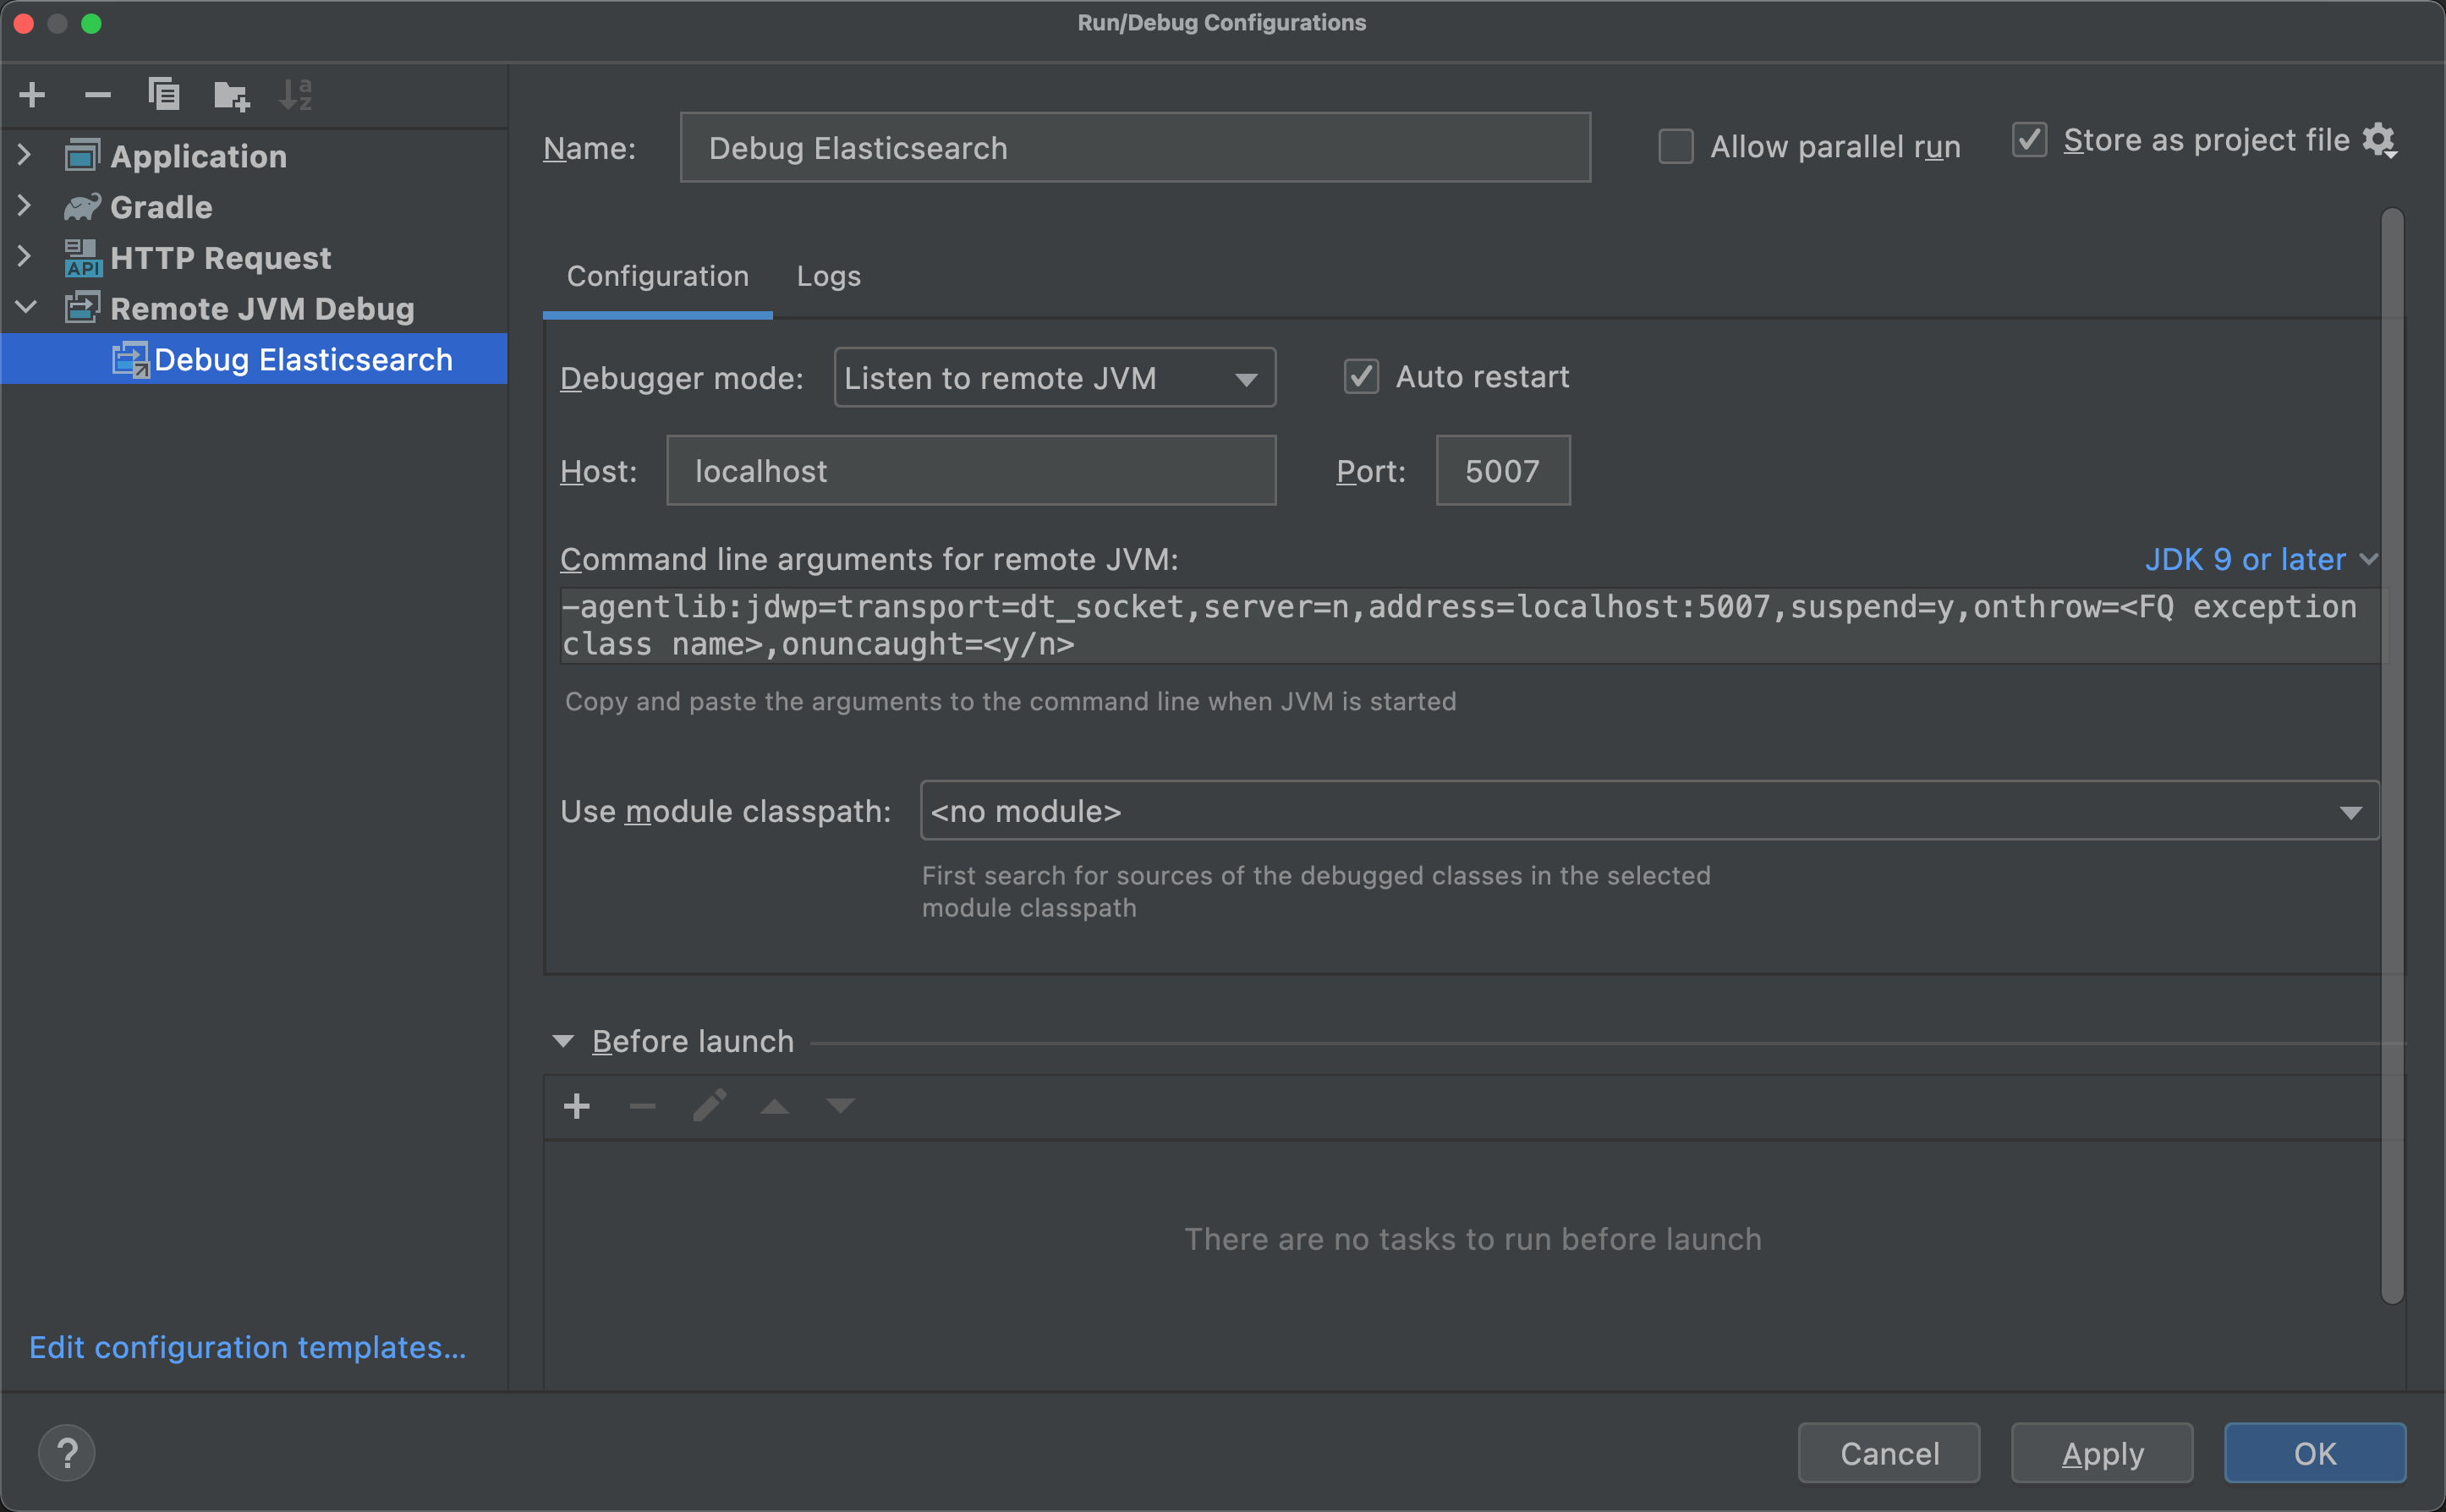 Run/Debug Configurations
Application
Gradle
API
HTTP Request
Remote JVM Debug
Debug Elasticsearch
Edit configuration templates...
Name:
Debug Elasticsearch
Allow parallel run
Store as project file
Configuration
Logs
Debugger mode:
Listen to remote JVM
Auto restart
Host:
localhost
Port:
5007
Command line arguments for remote JVM:
JDK 9 or later
-agentlib:jdwp=transport=dt_socket,server=n,address=localhost:5007,suspend=y,onthrow=<FQ exception
class name>,onuncaught=<y/n>
Copy and paste the arguments to the command line when JVM is started
Use module classpath:
<no module>
First search for sources of the debugged classes in the selected
module classpath
Before launch
There are no tasks to run before launch
?
Cancel
Apply
OK